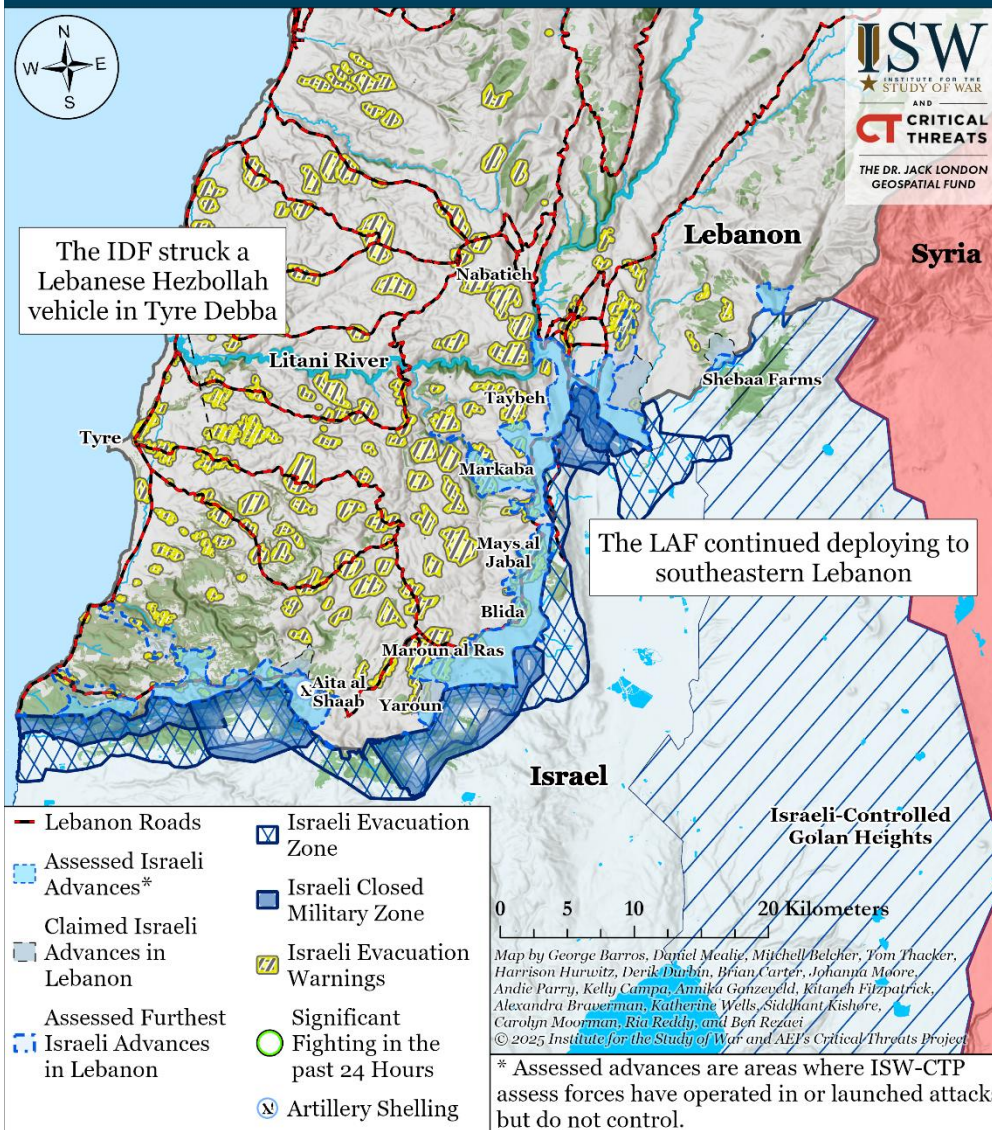 N
W E
S
ISW
INSTITUTE FOR THE
STUDY OF WAR
AND
CT CRITICAL
THREATS
THE DR. JACK LONDON
GEOSPATIAL FUND
The IDF struck a
Lebanese Hezbollah
vehicle in Tyre Debba
Lebanon
Syria
Nabatieh
Litani River
Shebaa Farms
Taybeh
Tyre
Markaba
The LAF continued deploying to
southeastern Lebanon
Mays al
Jabal
Blida
Maroun al Ras
X
Aita al
Shaab
Yaroun
Israel
Israeli-Controlled
Golan Heights
Lebanon Roads
Assessed Israeli
Advances*
Claimed Israeli
Advances in
Lebanon
Assessed Furthest
Israeli Advances
in Lebanon
Israeli Evacuation
Zone
Israeli Closed
Military Zone
Israeli Evacuation
Warnings
Significant
Fighting in the
past 24 Hours
X Artillery Shelling
0 5 10 20 Kilometers
Map by George Barros, Daniel Mealie, Mitchell Belcher, Tom Thacker,
Harrison Hurwitz, Derik Durbin, Brian Carter, Johanna Moore,
Andie Parry, Kelly Campa, Annika Ganzeveld, Kitaneh Fitzpatrick,
Alexandra Braverman, Katherine Wells, Siddhant Kishore,
Carolyn Moorman, Ria Reddy, and Ben Rezaei
© 2025 Institute for the Study of War and AEI's Critical Threats Project
* Assessed advances are areas where ISW-CTP
assess forces have operated in or launched attacks
but do not control.